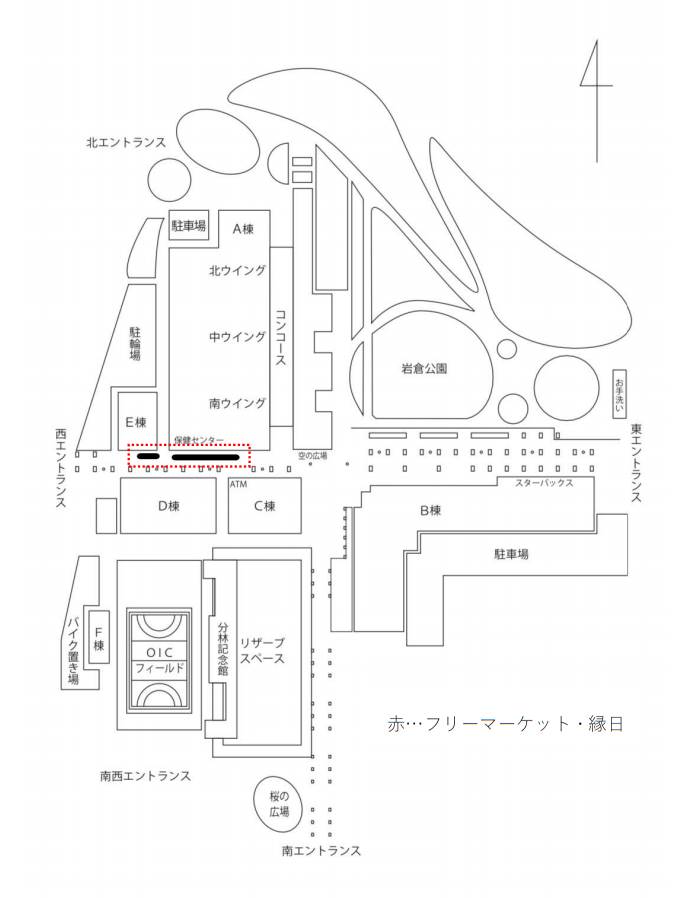 北エントランス
駐車場
A棟
北ウイング
コンコース
中ウイング
駐輪場
岩倉公園
お手洗い
南ウイング
E棟
保健センター
西エントランス
空の広場
東エントランス
ATM
スターバックス
D棟
C棟
B棟
駐車場
バイク置き場
F棟
OIC
フィールド
分林記念館
リザーブ
スペース
赤…フリーマーケット・縁日
南西エントランス
桜の
広場
南エントランス